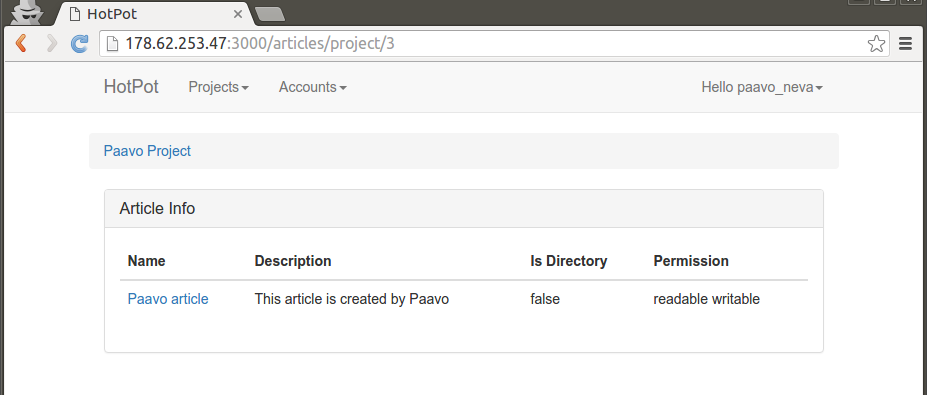 HotPot
178.62.253.47:3000/articles/project/3
HotPot Projects Accounts Hello paavo_neva
Paavo Project
Article Info
Name Description Is Directory Permission
Paavo article This article is created by Paavo false readable writable